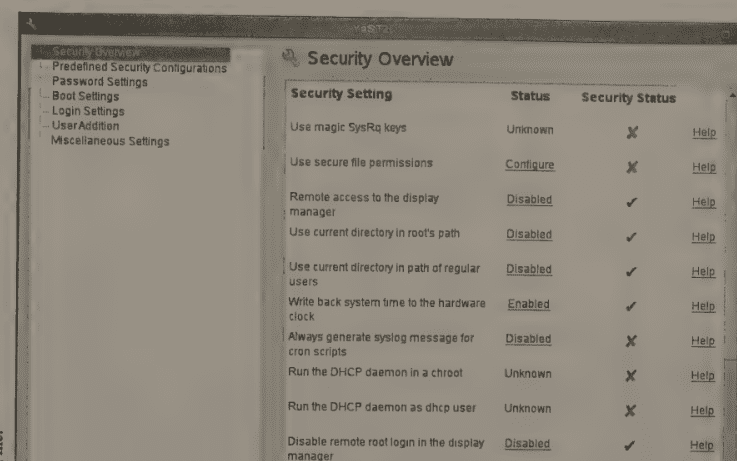 YaST2
Security Overview
Predefined Security Configurations
Password Settings
Boot Settings
Login Settings
User Addition
Miscellaneous Settings
Security Overview
Security Setting Status Security Status
Use magic SysRq keys Unknown ✘ Help
Use secure file permissions Configure ✘ Help
Remote access to the display
manager Disabled ✔ Help
Use current directory in root's path Disabled ✔ Help
Use current directory in path of regular
users Disabled ✔ Help
Write back system time to the hardware
clock Enabled ✔ Help
Always generate syslog message for
cron scripts Disabled ✘ Help
Run the DHCP daemon in a chroot Unknown ✘ Help
Run the DHCP daemon as dhcp user Unknown ✘ Help
Disable remote root login in the display
manager Disabled ✔ Help